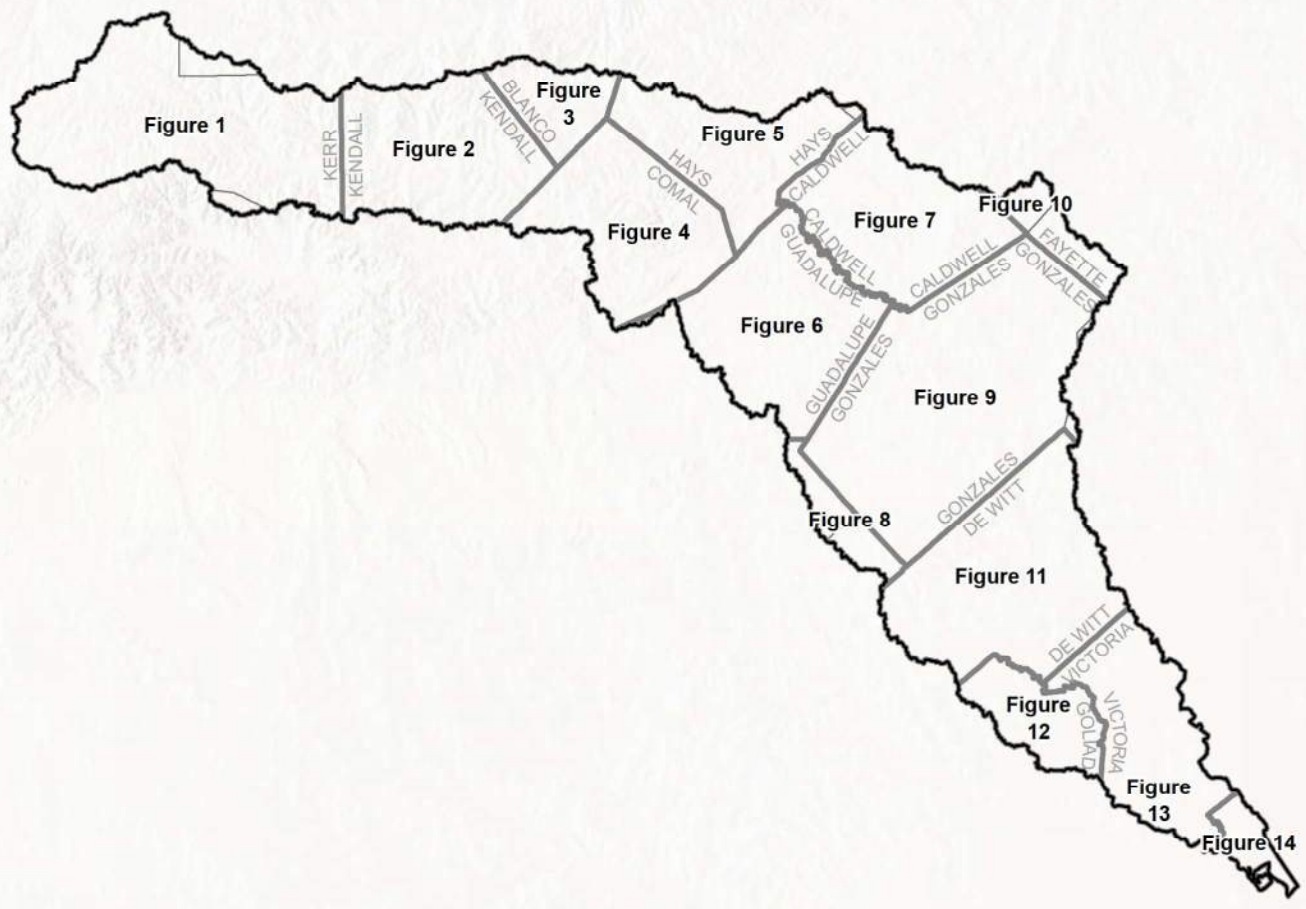 Figure 1
KERR
KENDALL
Figure 2
BLANCO
KENDALL
Figure
3
Figure 5
HAYS
COMAL
Figure 4
HAYS
CALDWELL
Figure 7
CALDWELL
GUADALUPE
Figure 10
FAYETTE
GONZALES
CALDWELL
GONZALES
Figure 6
GUADALUPE
GONZALES
Figure 9
Figure 8
GONZALES
DE WITT
Figure 11
DE WITT
VICTORIA
Figure
12
VICTORIA
GOLIAD
Figure
13
Figure 14